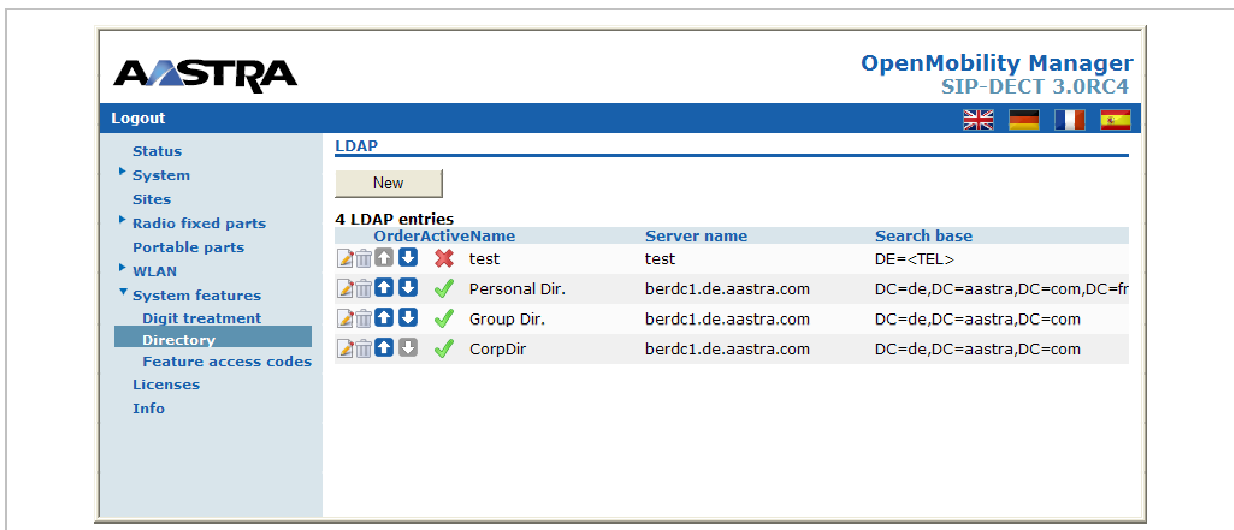 AASTRA
OpenMobility Manager
SIP-DECT 3.0RC4
Logout
Status
System
Sites
Radio fixed parts
Portable parts
WLAN
System features
Digit treatment
Directory
Feature access codes
Licenses
Info
LDAP
New
4 LDAP entries
Order Active Name Server name Search base
test test DE=<TEL>
Personal Dir. berdc1.de.aastra.com DC=de,DC=aastra,DC=com,DC=fr
Group Dir. berdc1.de.aastra.com DC=de,DC=aastra,DC=com
CorpDir berdc1.de.aastra.com DC=de,DC=aastra,DC=com